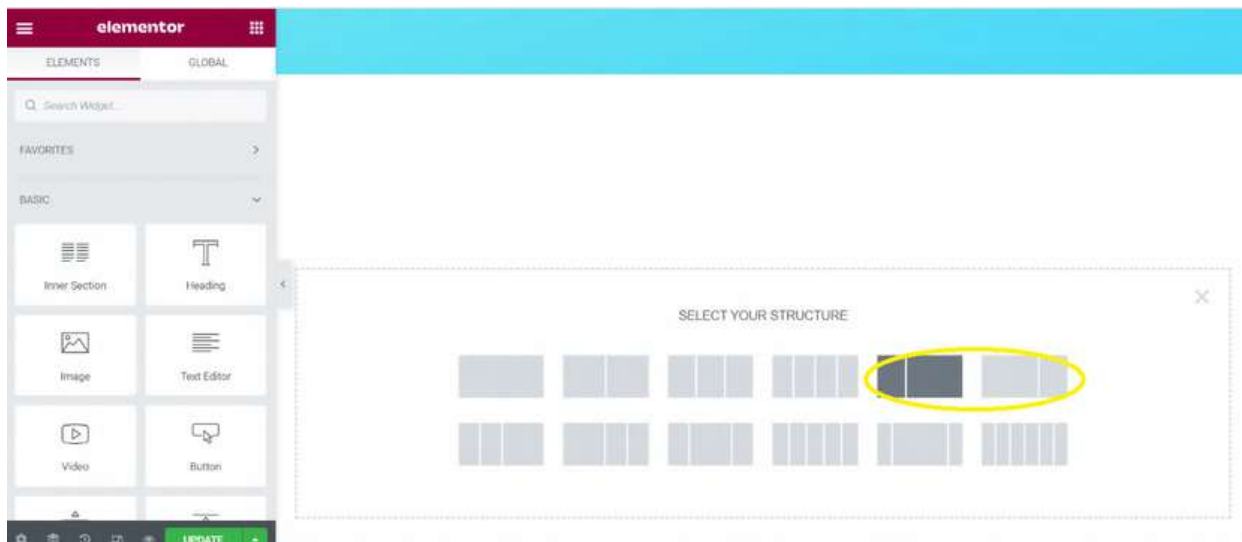 elementor
ELEMENTS GLOBAL
Search Widget...
FAVORITES
BASIC
Inner Section Heading
SELECT YOUR STRUCTURE
Image Text Editor
Video Button
UPDATE